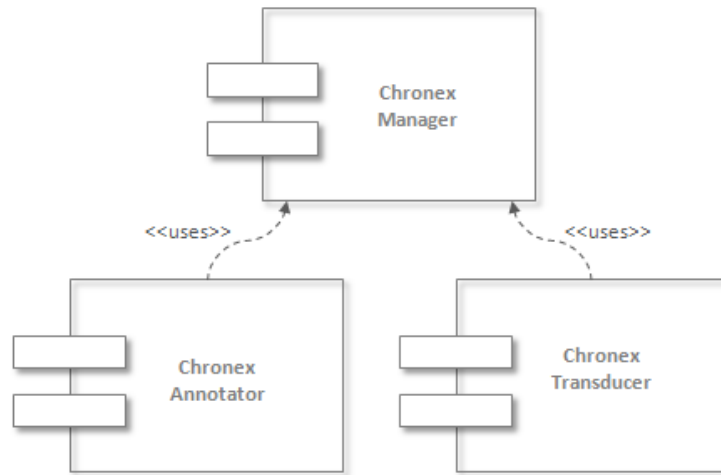 Chronex
Manager
<<uses>>
<<uses>>
Chronex
Annotator
Chronex
Transducer